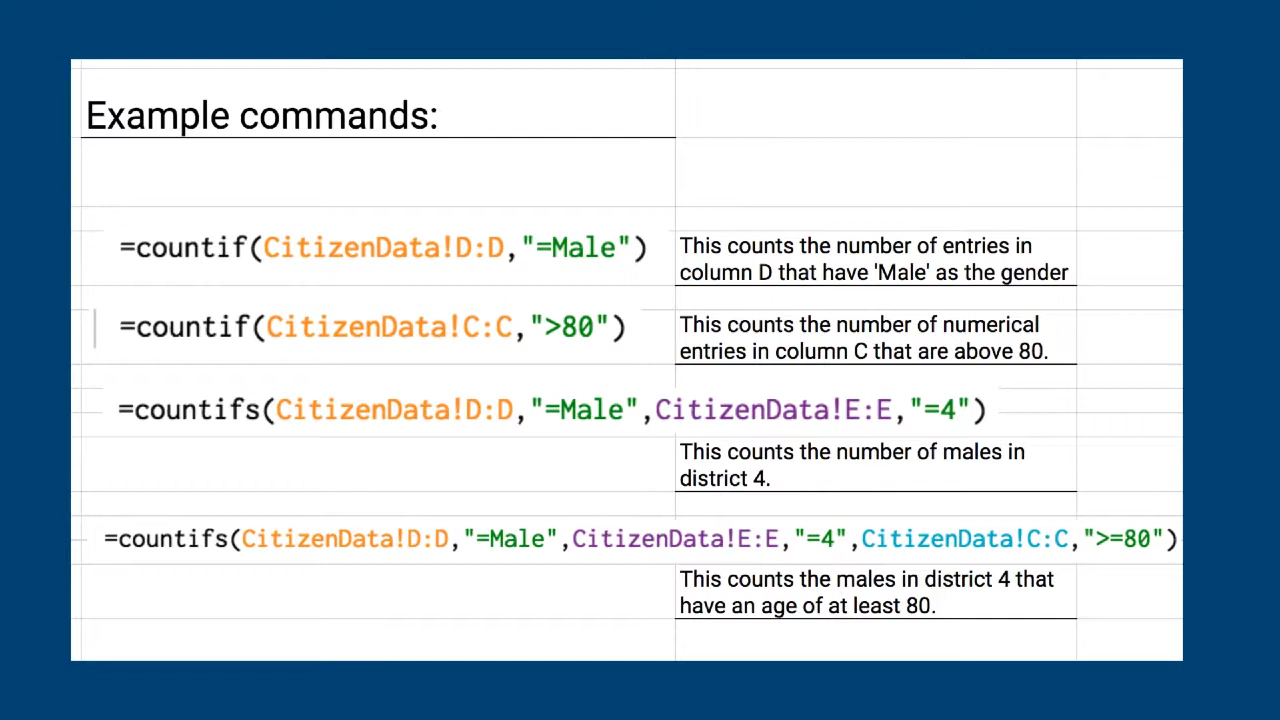 Example commands:
=countif(CitizenData!D:D,"=Male")
This counts the number of entries in
column D that have 'Male' as the gender
=countif(CitizenData!C:C,">80")
This counts the number of numerical
entries in column C that are above 80.
=countifs(CitizenData!D:D,"=Male",CitizenData!E:E,"=4")
This counts the number of males in
district 4.
=countifs(CitizenData!D:D,"=Male",CitizenData!E:E,"=4",CitizenData!C:C,">=80")
This counts the males in district 4 that
have an age of at least 80.